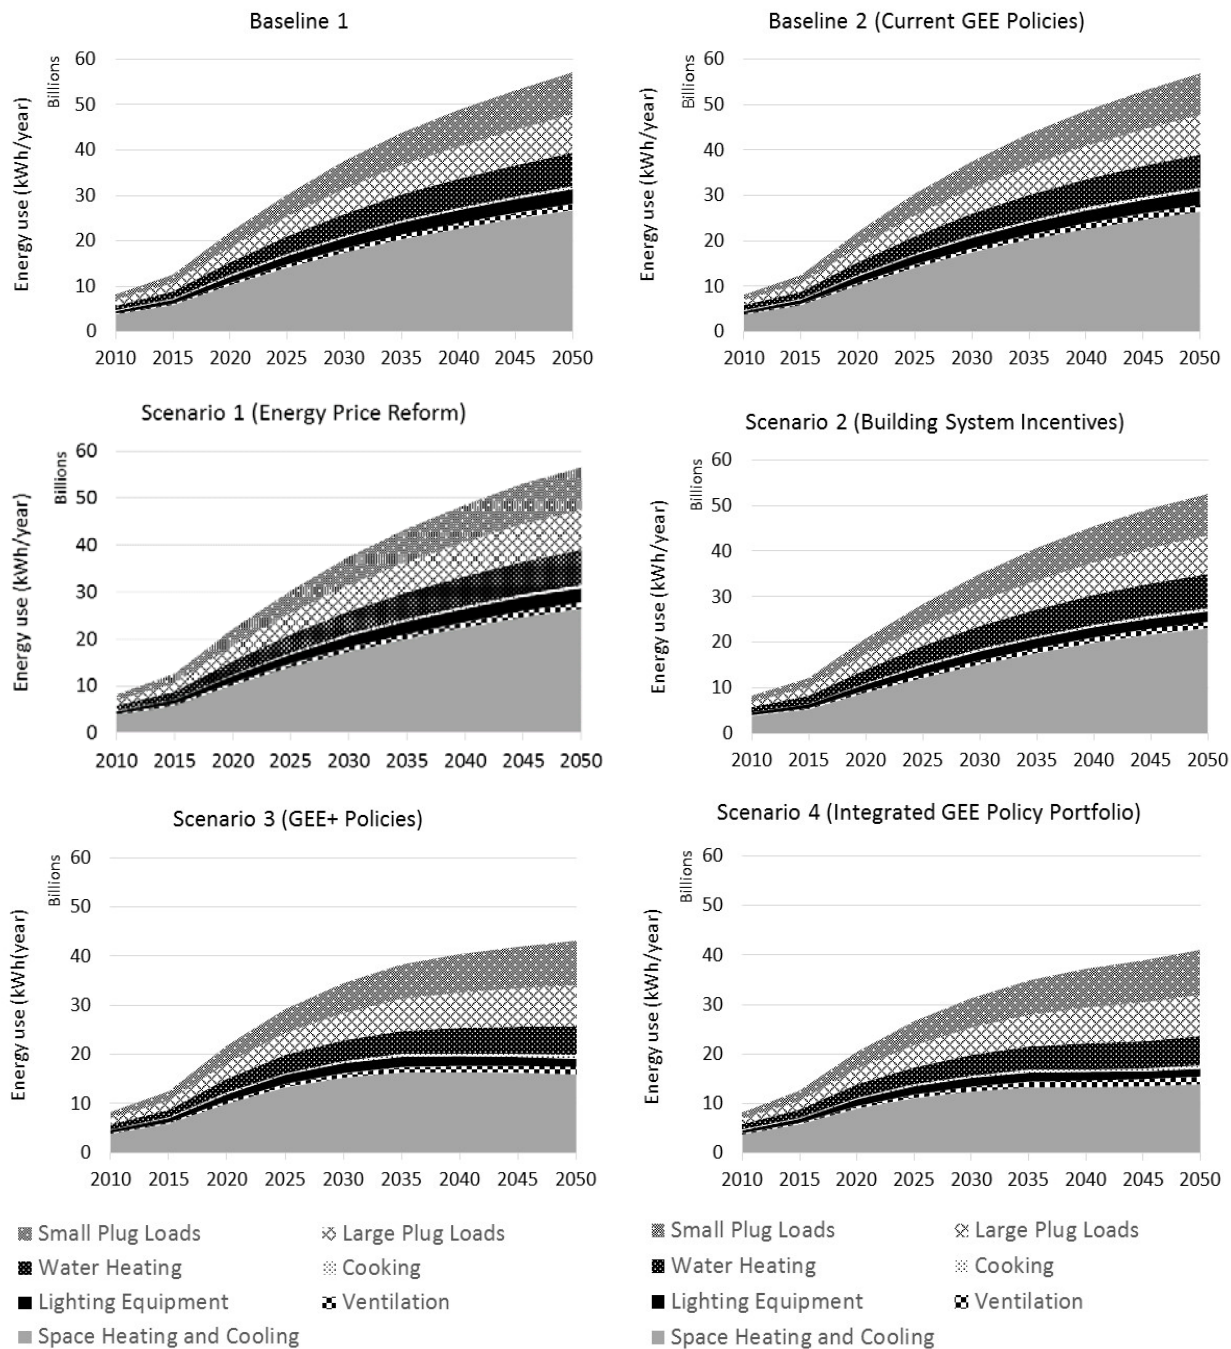 Baseline 1
Billions
Energy use (kWh/year)
60
50
40
30
20
10
0
2010 2015 2020 2025 2030 2035 2040 2045 2050
Baseline 2 (Current GEE Policies)
Billions
Energy use (kWh/year)
60
50
40
30
20
10
0
2010 2015 2020 2025 2030 2035 2040 2045 2050
Scenario 1 (Energy Price Reform)
Billions
Energy use (kWh/year)
60
50
40
30
20
10
0
2010 2015 2020 2025 2030 2035 2040 2045 2050
Scenario 2 (Building System Incentives)
Billions
Energy use (kWh/year)
60
50
40
30
20
10
0
2010 2015 2020 2025 2030 2035 2040 2045 2050
Scenario 3 (GEE+ Policies)
Billions
Energy use (kWh(year)
60
50
40
30
20
10
0
2010 2015 2020 2025 2030 2035 2040 2045 2050
Scenario 4 (Integrated GEE Policy Portfolio)
Billions
Energy use (kWh/year)
60
50
40
30
20
10
0
2010 2015 2020 2025 2030 2035 2040 2045 2050
Small Plug Loads Large Plug Loads
Water Heating Cooking
Lighting Equipment Ventilation
Space Heating and Cooling
Small Plug Loads Large Plug Loads
Water Heating Cooking
Lighting Equipment Ventilation
Space Heating and Cooling